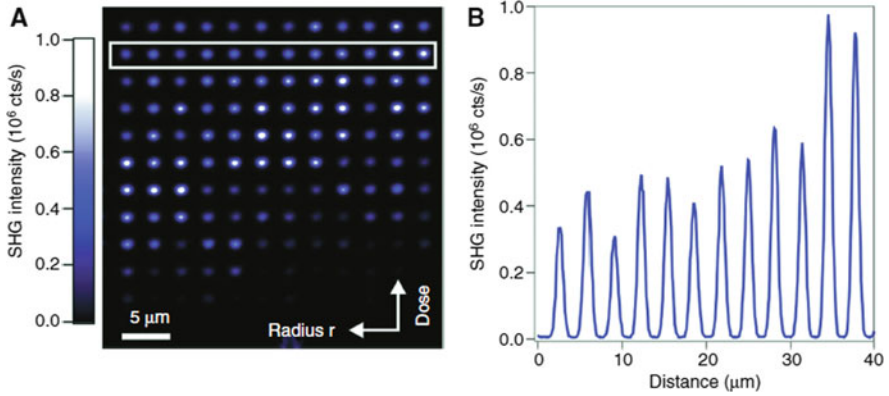 A
SHG intensity (10⁶ cts/s)
1.0
0.8
0.6
0.4
0.2
0.0
5 μm
Radius r
Dose
B
SHG intensity (10⁶ cts/s)
1.0
0.8
0.6
0.4
0.2
0.0
0 10 20 30 40
Distance (μm)